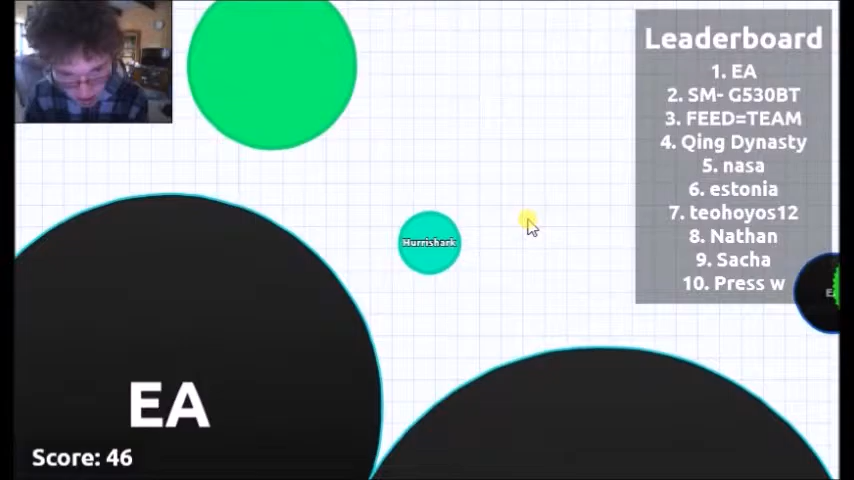 Leaderboard
1. EA
2. SM- G530BT
3. FEED=TEAM
4. Qing Dynasty
5. nasa
6. estonia
7. teohoyos12
8. Nathan
9. Sacha
10. Press w
Hurrishark
EA
Score: 46